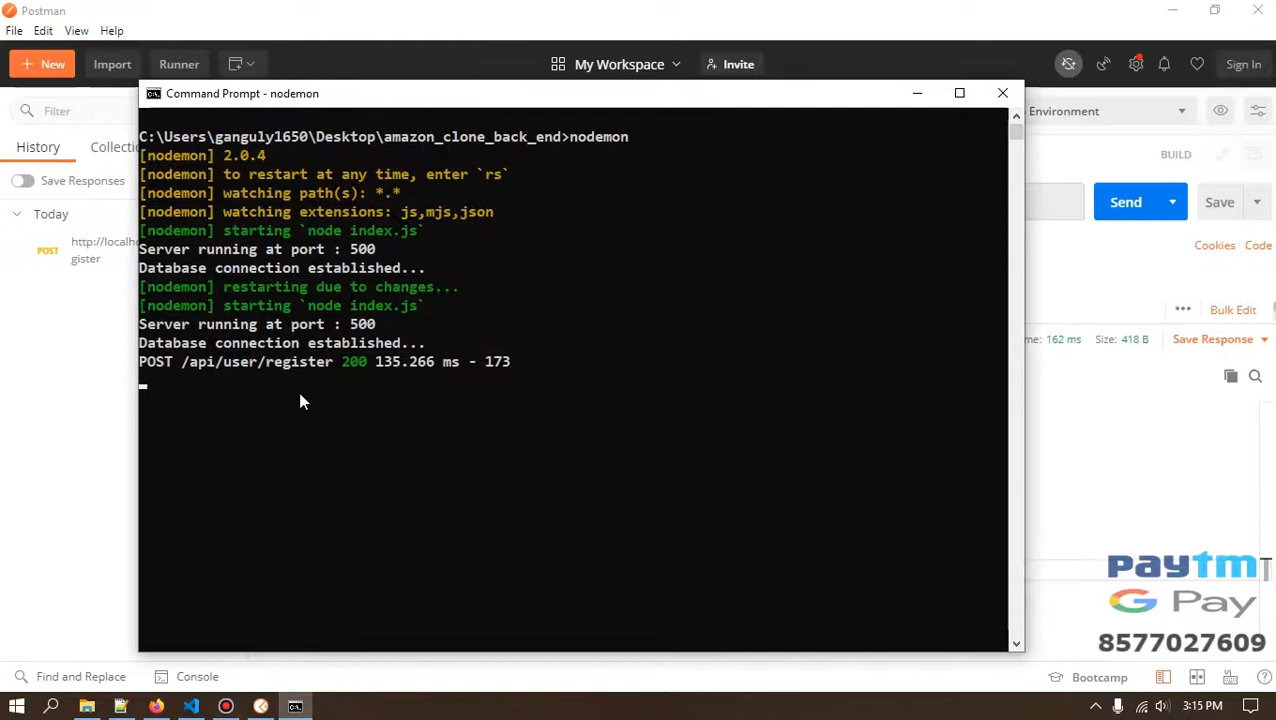 Postman
File Edit View Help
New Import Runner My Workspace Invite Sign In
Command Prompt - nodemon
Filter
Environment
History
Collecti
BUILD
Save Responses
Today
POST http://localho
gister
Send Save
Cookies Code
Bulk Edit
162 ms Size: 418 B Save Response
C:\Users\ganguly1650\Desktop\amazon_clone_back_end>nodemon
[nodemon] 2.0.4
[nodemon] to restart at any time, enter `rs`
[nodemon] watching path(s): *.*
[nodemon] watching extensions: js,mjs,json
[nodemon] starting `node index.js`
Server running at port : 500
Database connection established...
[nodemon] restarting due to changes...
[nodemon] starting `node index.js`
Server running at port : 500
Database connection established...
POST /api/user/register 200 135.266 ms - 173
paytm
G Pay
8577027609
Find and Replace Console
Bootcamp
3:15 PM